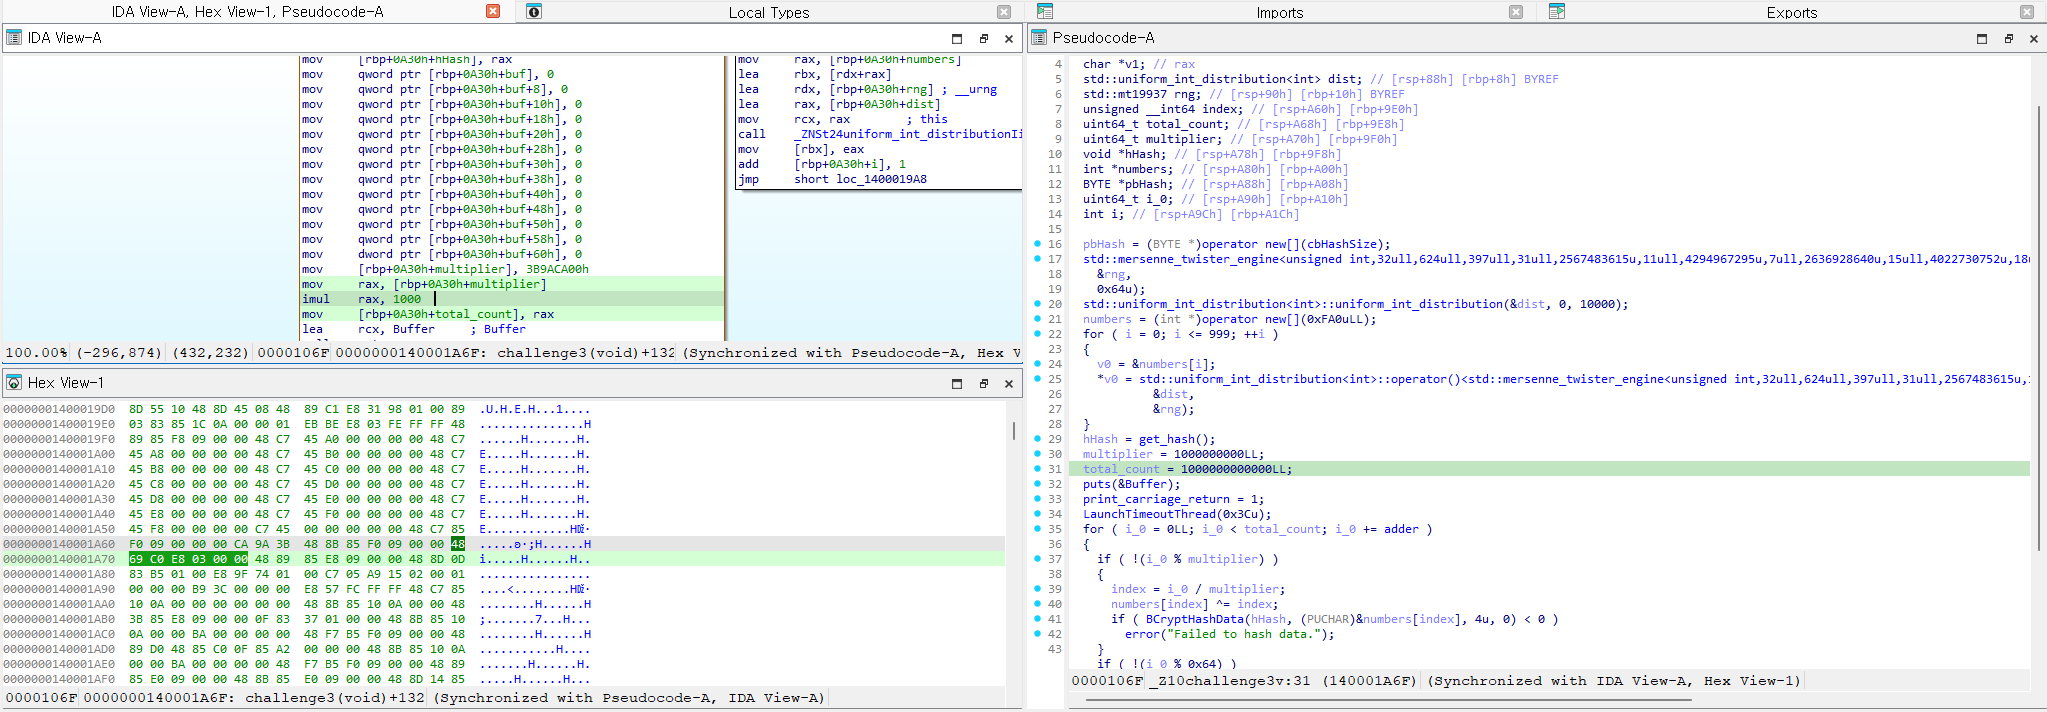 IDA View-A, Hex View-1, Pseudocode-A
Local Types
Imports
Exports
IDA View-A
mov [rbp+0A30h+hHash], rax
mov qword ptr [rbp+0A30h+buf], 0
mov qword ptr [rbp+0A30h+buf+8], 0
mov qword ptr [rbp+0A30h+buf+10h], 0
mov qword ptr [rbp+0A30h+buf+18h], 0
mov qword ptr [rbp+0A30h+buf+20h], 0
mov qword ptr [rbp+0A30h+buf+28h], 0
mov qword ptr [rbp+0A30h+buf+30h], 0
mov qword ptr [rbp+0A30h+buf+38h], 0
mov qword ptr [rbp+0A30h+buf+40h], 0
mov qword ptr [rbp+0A30h+buf+48h], 0
mov qword ptr [rbp+0A30h+buf+50h], 0
mov qword ptr [rbp+0A30h+buf+58h], 0
mov dword ptr [rbp+0A30h+buf+60h], 0
mov [rbp+0A30h+multiplier], 3B9ACA00h
mov rax, [rbp+0A30h+multiplier]
imul rax, 1000
mov [rbp+0A30h+total_count], rax
lea rcx, Buffer ; Buffer
mov rax, [rbp+0A30h+numbers]
lea rbx, [rdx+rax]
lea rdx, [rbp+0A30h+rng] ; __urng
lea rax, [rbp+0A30h+dist]
mov rcx, rax ; this
call _ZNSt24uniform_int_distributionIi
mov [rbx], eax
add [rbp+0A30h+i], 1
jmp short loc_1400019A8
100.00% (-296,874) (432,232) 0000106F 0000000140001A6F: challenge3(void)+132 (Synchronized with Pseudocode-A, Hex V
Hex View-1
00000001400019D0 8D 55 10 48 8D 45 08 48 89 C1 E8 31 98 01 00 89 .U.H.E.H...1....
00000001400019E0 03 83 85 1C 0A 00 00 01 EB BE E8 03 FE FF FF 48 ...............H
00000001400019F0 89 85 F8 09 00 00 48 C7 45 A0 00 00 00 00 48 C7 ......H.E.....H.
0000000140001A00 45 A8 00 00 00 00 48 C7 45 B0 00 00 00 00 48 C7 E.....H.E.....H.
0000000140001A10 45 B8 00 00 00 00 48 C7 45 C0 00 00 00 00 48 C7 E.....H.E.....H.
0000000140001A20 45 C8 00 00 00 00 48 C7 45 D0 00 00 00 00 48 C7 E.....H.E.....H.
0000000140001A30 45 D8 00 00 00 00 48 C7 45 E0 00 00 00 00 48 C7 E.....H.E.....H.
0000000140001A40 45 E8 00 00 00 00 48 C7 45 F0 00 00 00 00 48 C7 E.....H.E.....H.
0000000140001A50 45 F8 00 00 00 00 C7 45 00 00 00 00 00 48 C7 85
0000000140001A60 F0 09 00 00 00 CA 9A 3B 48 8B 85 F0 09 00 00 48
0000000140001A70 69 C0 E8 03 00 00 48 89 85 E8 09 00 00 48 8D 0D i.....H......H..
0000000140001A80 83 B5 01 00 E8 9F 74 01 00 C7 05 A9 15 02 00 01 ................
0000000140001A90 00 00 00 B9 3C 00 00 00 E8 57 FC FF FF 48 C7 85
0000000140001AA0 10 0A 00 00 00 00 00 00 48 8B 85 10 0A 00 00 48 ........H......H
0000000140001AB0 3B 85 E8 09 00 00 0F 83 37 01 00 00 48 8B 85 10 ;.......7...H...
0000000140001AC0 0A 00 00 BA 00 00 00 00 48 F7 B5 F0 09 00 00 48 ........H......H
0000000140001AD0 89 D0 48 85 C0 0F 85 A2 00 00 00 48 8B 85 10 0A ..H........H....
0000000140001AE0 00 00 BA 00 00 00 00 48 F7 B5 F0 09 00 00 48 89 .......H......H.
0000000140001AF0 85 E0 09 00 00 48 8B 85 E0 09 00 00 48 8D 14 85 .....H......H...
0000106F 0000000140001A6F: challenge3(void)+132 (Synchronized with Pseudocode-A, IDA View-A)
Pseudocode-A
4 char *v1; // rax
5 std::uniform_int_distribution<int> dist; // [rsp+88h] [rbp+8h] BYREF
6 std::mt19937 rng; // [rsp+90h] [rbp+10h] BYREF
7 unsigned __int64 index; // [rsp+A60h] [rbp+9E0h]
8 uint64_t total_count; // [rsp+A68h] [rbp+9E8h]
9 uint64_t multiplier; // [rsp+A70h] [rbp+9F0h]
10 void *hHash; // [rsp+A78h] [rbp+9F8h]
11 int *numbers; // [rsp+A80h] [rbp+A00h]
12 BYTE *pbHash; // [rsp+A88h] [rbp+A08h]
13 uint64_t i_0; // [rsp+A90h] [rbp+A10h]
14 int i; // [rsp+A9Ch] [rbp+A1Ch]
15
16 pbHash = (BYTE *)operator new[](cbHashSize);
17 std::mersenne_twister_engine<unsigned int,32ull,624ull,397ull,31ull,2567483615u,11ull,4294967295u,7ull,2636928640u,15ull,4022730752u,18u
18 &rng,
19 0x64u);
20 std::uniform_int_distribution<int>::uniform_int_distribution(&dist, 0, 10000);
21 numbers = (int *)operator new[](0xFA0uLL);
22 for ( i = 0; i <= 999; ++i )
23 {
24 v0 = &numbers[i];
25 *v0 = std::uniform_int_distribution<int>::operator()<std::mersenne_twister_engine<unsigned int,32ull,624ull,397ull,31ull,2567483615u,
26 &dist,
27 &rng);
28 }
29 hHash = get_hash();
30 multiplier = 1000000000LL;
31 total_count = 1000000000000LL;
32 puts(&Buffer);
33 print_carriage_return = 1;
34 LaunchTimeoutThread(0x3Cu);
35 for ( i_0 = 0LL; i_0 < total_count; i_0 += adder )
36 {
37 if ( !(i_0 % multiplier) )
38 {
39 index = i_0 / multiplier;
40 numbers[index] ^= index;
41 if ( BCryptHashData(hHash, (PUCHAR)&numbers[index], 4u, 0) < 0 )
42 error("Failed to hash data.");
43 }
if ( !(i_0 % 0x64) )
0000106F _Z10challenge3v:31 (140001A6F) (Synchronized with IDA View-A, Hex View-1)